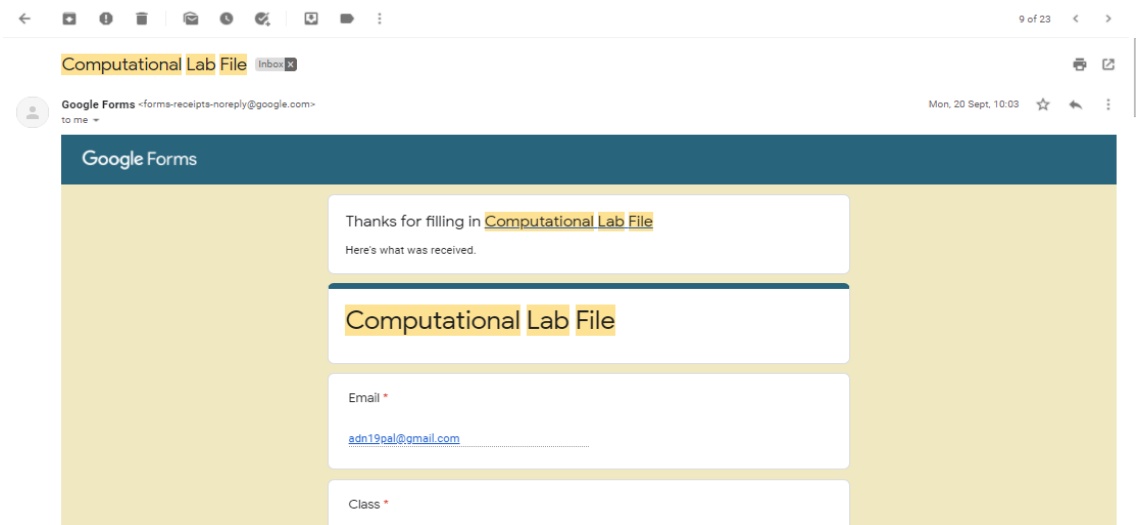 9 of 23
Computational Lab File Inbox x
Google Forms <forms-receipts-noreply@google.com>
Mon, 20 Sept, 10:03
to me
Google Forms
Thanks for filling in Computational Lab File
Here's what was received.
Computational Lab File
Email *
adn19pal@gmail.com
Class *